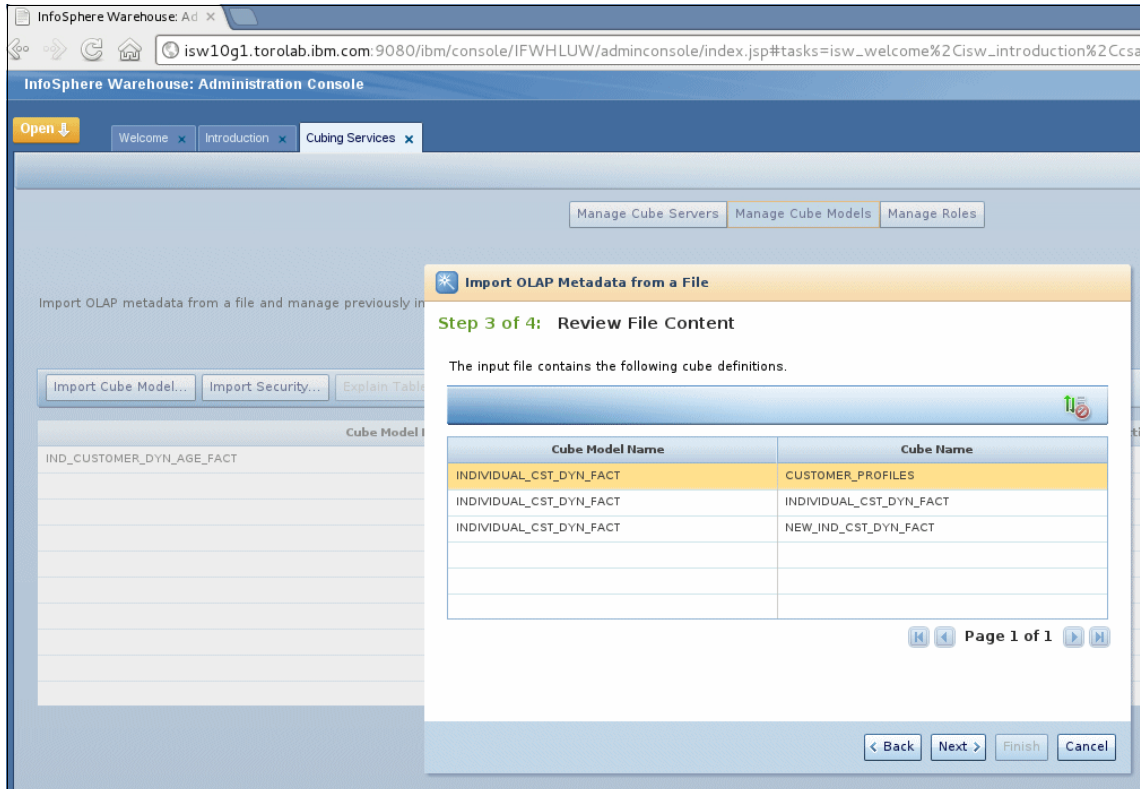 InfoSphere Warehouse: Ad ×
isw10g1.torolab.ibm.com:9080/ibm/console/IFWHLUW/adminconsole/index.jsp#tasks=isw_welcome%2Cisw_introduction%2Ccsa
InfoSphere Warehouse: Administration Console
Open
Welcome × Introduction × Cubing Services ×
Manage Cube Servers Manage Cube Models Manage Roles
Import OLAP Metadata from a File
Import OLAP metadata from a file and manage previously
Step 3 of 4: Review File Content
The input file contains the following cube definitions.
Import Cube Model... Import Security... Explain Table
Cube Model
Cube Model Name Cube Name
IND_CUSTOMER_DYN_AGE_FACT
INDIVIDUAL_CST_DYN_FACT CUSTOMER_PROFILES
INDIVIDUAL_CST_DYN_FACT INDIVIDUAL_CST_DYN_FACT
INDIVIDUAL_CST_DYN_FACT NEW_IND_CST_DYN_FACT
Page 1 of 1
< Back Next > Finish Cancel